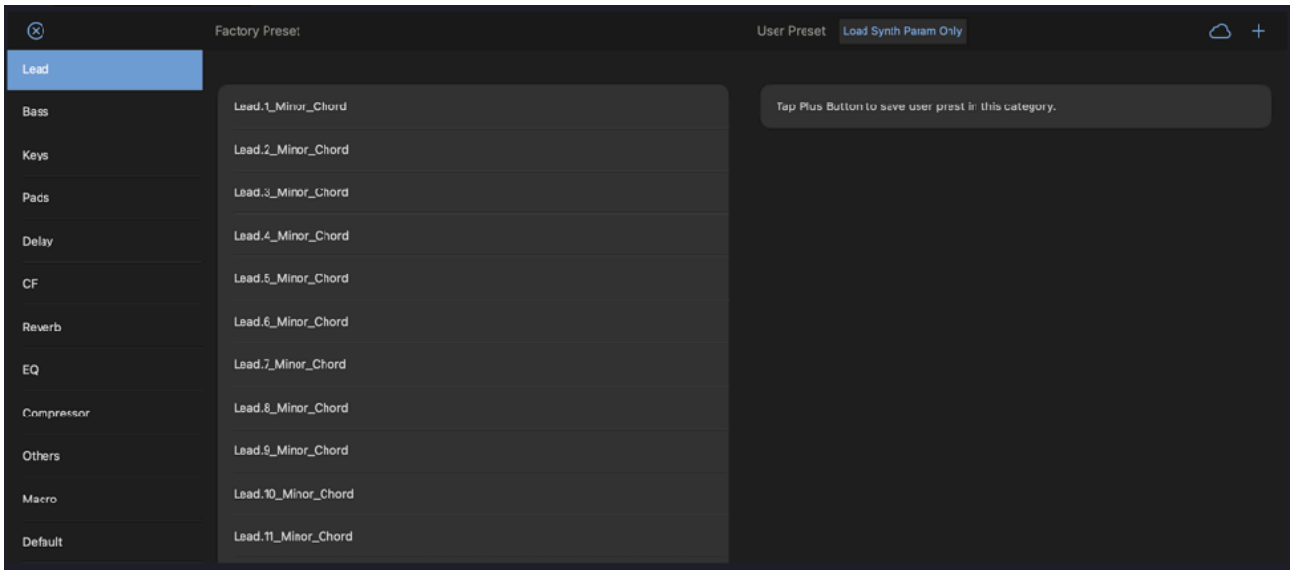 Factory Preset
User Preset
Load Synth Param Only
Lead
Bass
Keys
Pads
Delay
CF
Reverb
EQ
Compressor
Others
Macro
Default
Lead.1_Minor_Chord
Lead.2_Minor_Chord
Lead.3_Minor_Chord
Lead.4_Minor_Chord
Lead.5_Minor_Chord
Lead.6_Minor_Chord
Lead.7_Minor_Chord
Lead.8_Minor_Chord
Lead.9_Minor_Chord
Lead.10_Minor_Chord
Lead.11_Minor_Chord
Tap Plus Button to save user prest in this category.